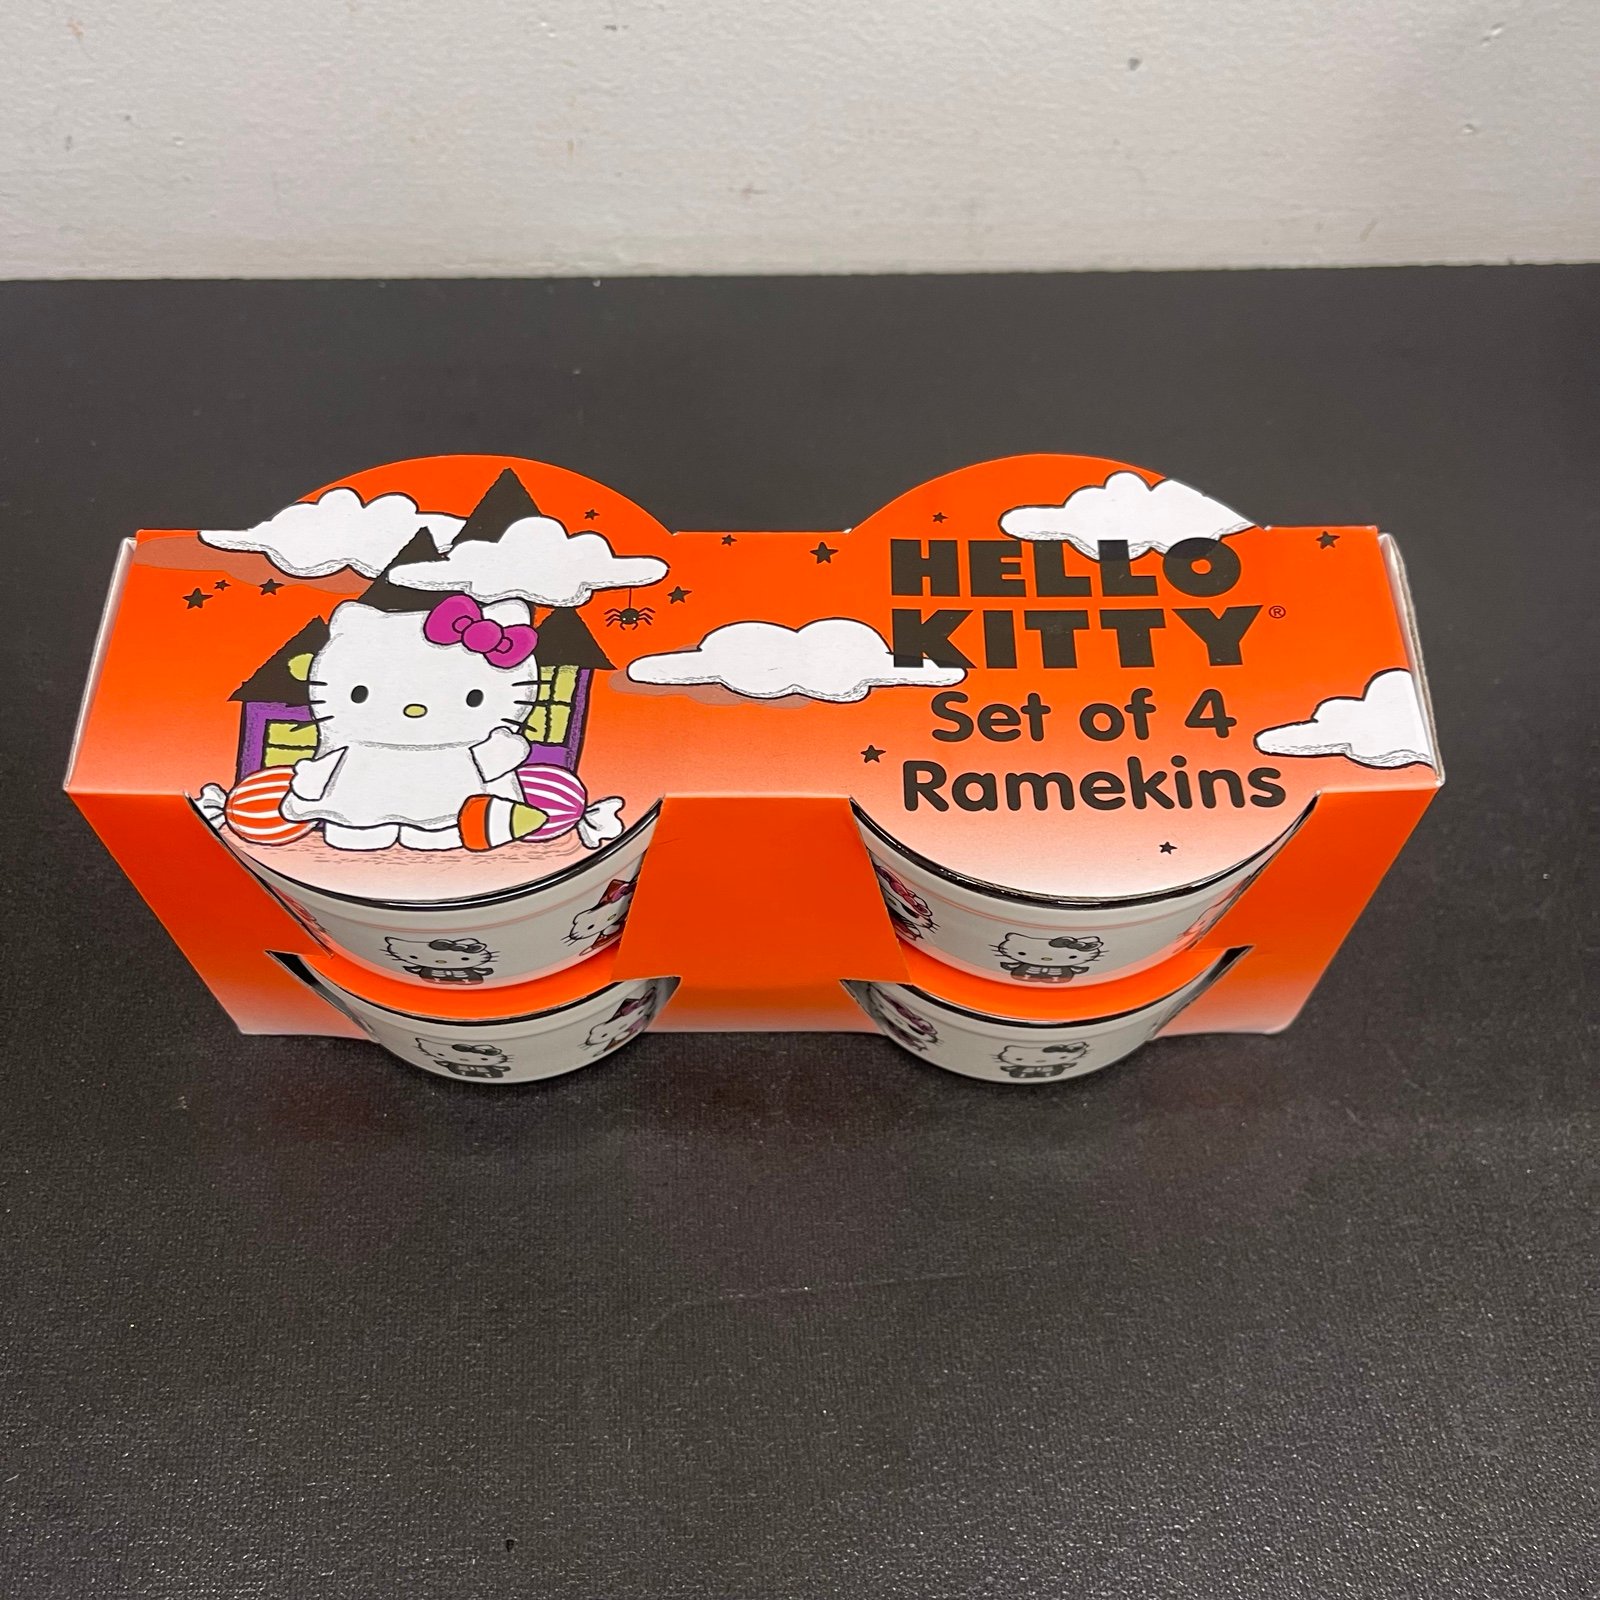 HELLO
KITTY®
Set of 4
Ramekins